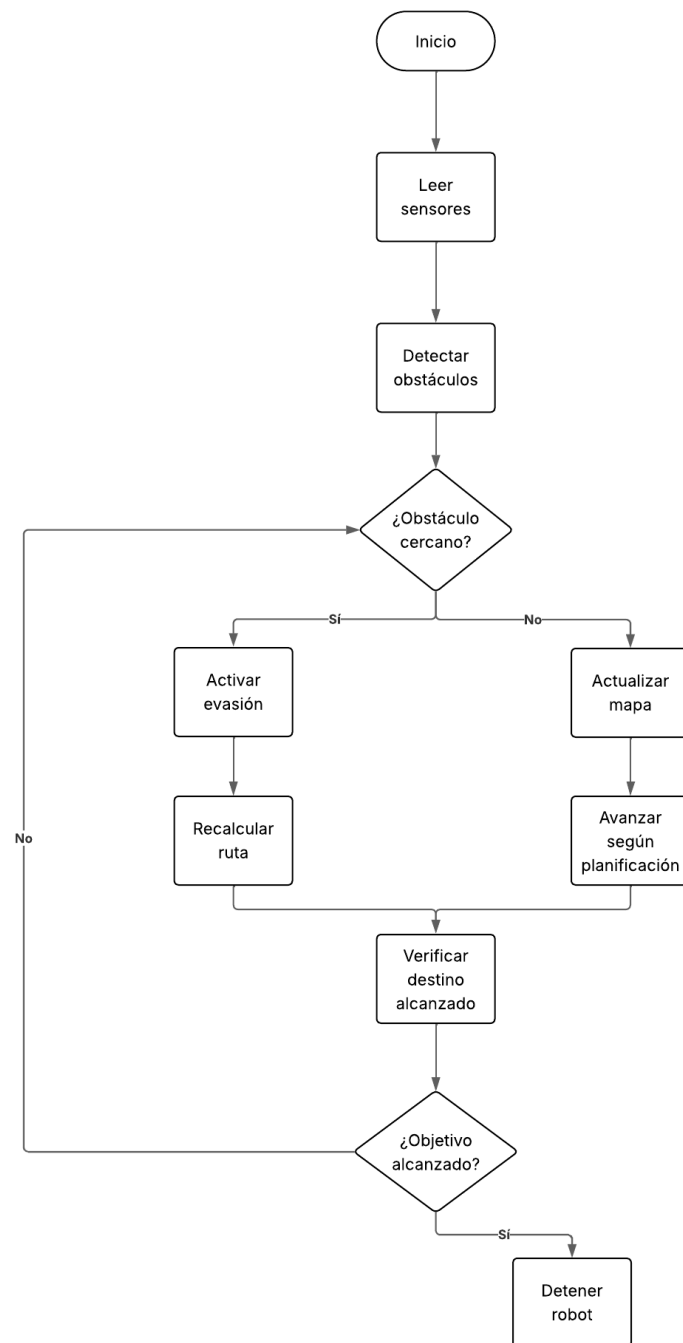 Inicio
Leer
sensores
Detectar
obstáculos
¿Obstáculo
cercano?
Sí
No
Activar
evasión
Actualizar
mapa
Recalcular
ruta
Avanzar
según
planificación
No
Verificar
destino
alcanzado
¿Objetivo
alcanzado?
Sí
Detener
robot